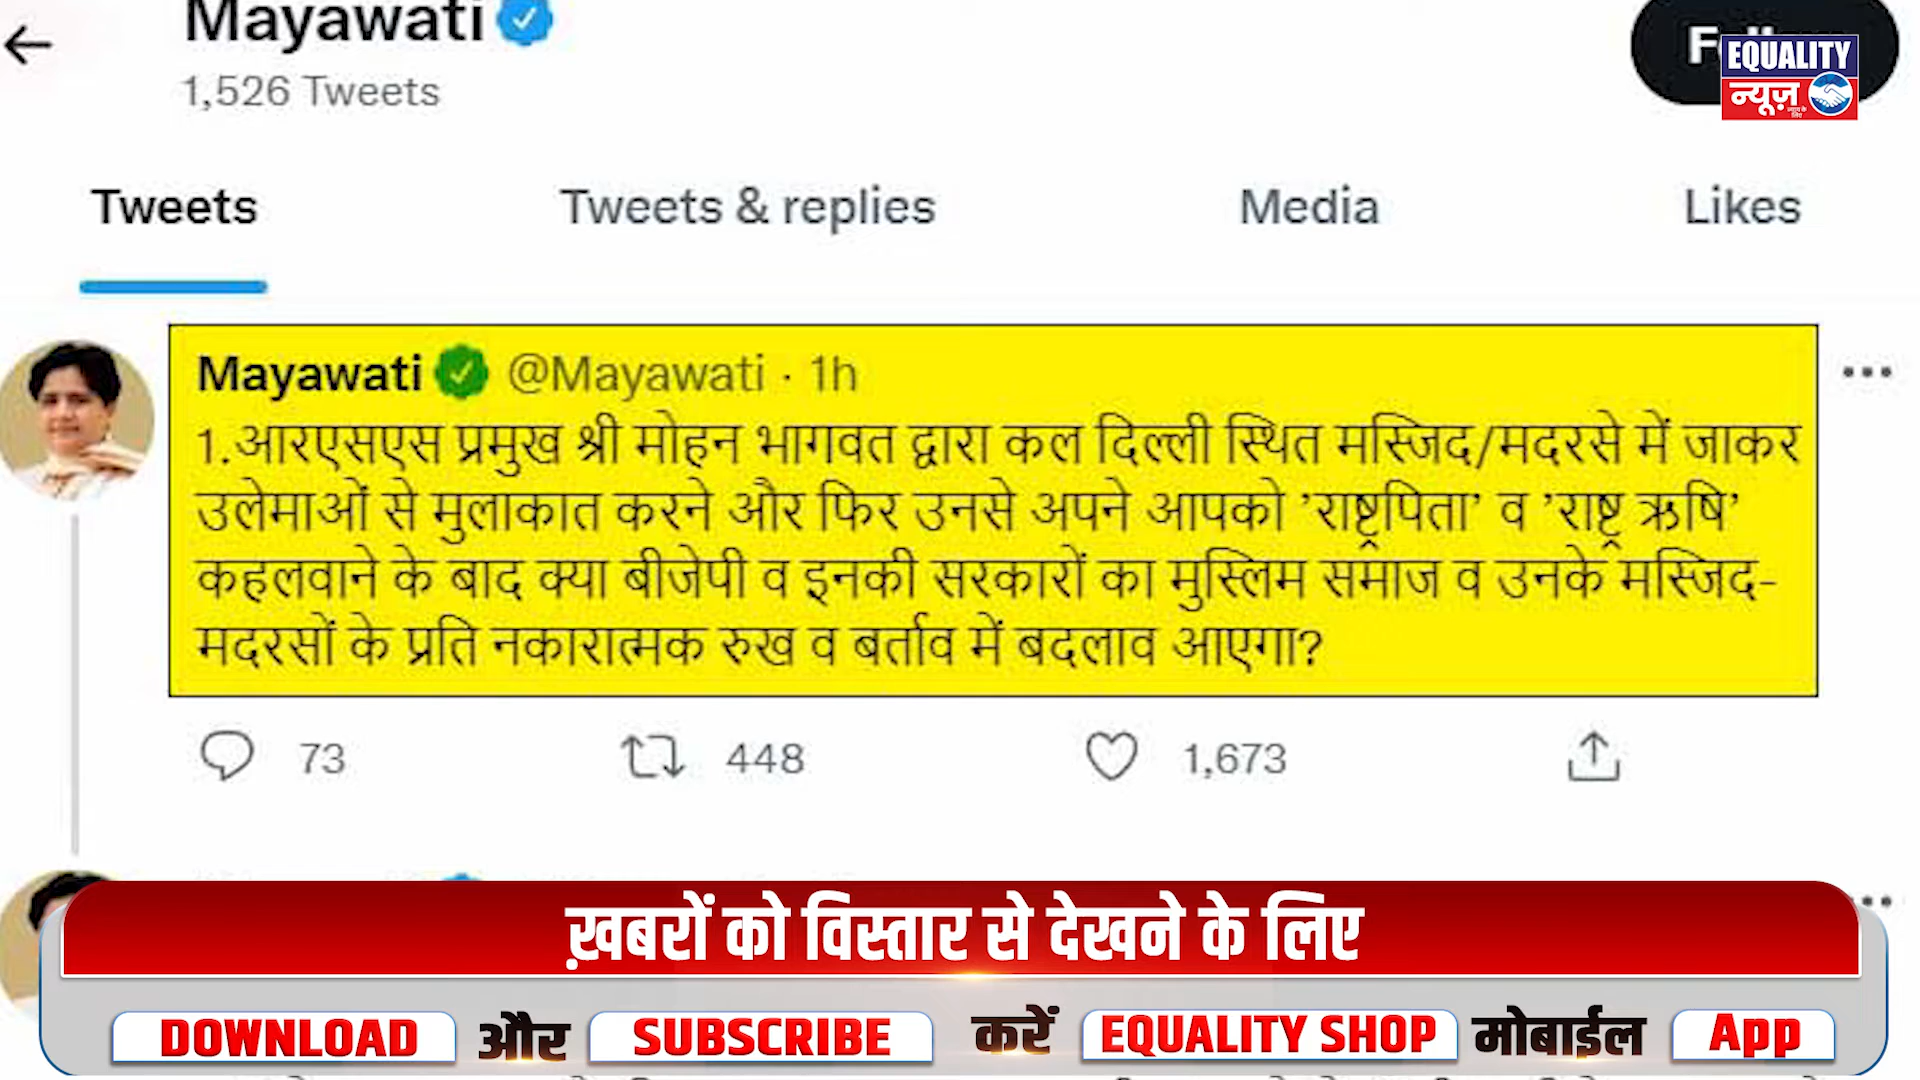 Mayawati
1,526 Tweets
EQUALITY
न्यूज़
Tweets
Tweets & replies
Media
Likes
Mayawati @Mayawati · 1h
1.आरएसएस प्रमुख श्री मोहन भागवत द्वारा कल दिल्ली स्थित मस्जिद/मदरसे में जाकर
उलेमाओं से मुलाकात करने और फिर उनसे अपने आपको ’राष्ट्रपिता’ व ’राष्ट्र ऋषि’
कहलवाने के बाद क्या बीजेपी व इनकी सरकारों का मुस्लिम समाज व उनके मस्जिद-
मदरसों के प्रति नकारात्मक रुख व बर्ताव में बदलाव आएगा?
73
448
1,673
ख़बरों को विस्तार से देखने के लिए
DOWNLOAD और SUBSCRIBE करें EQUALITY SHOP मोबाईल App